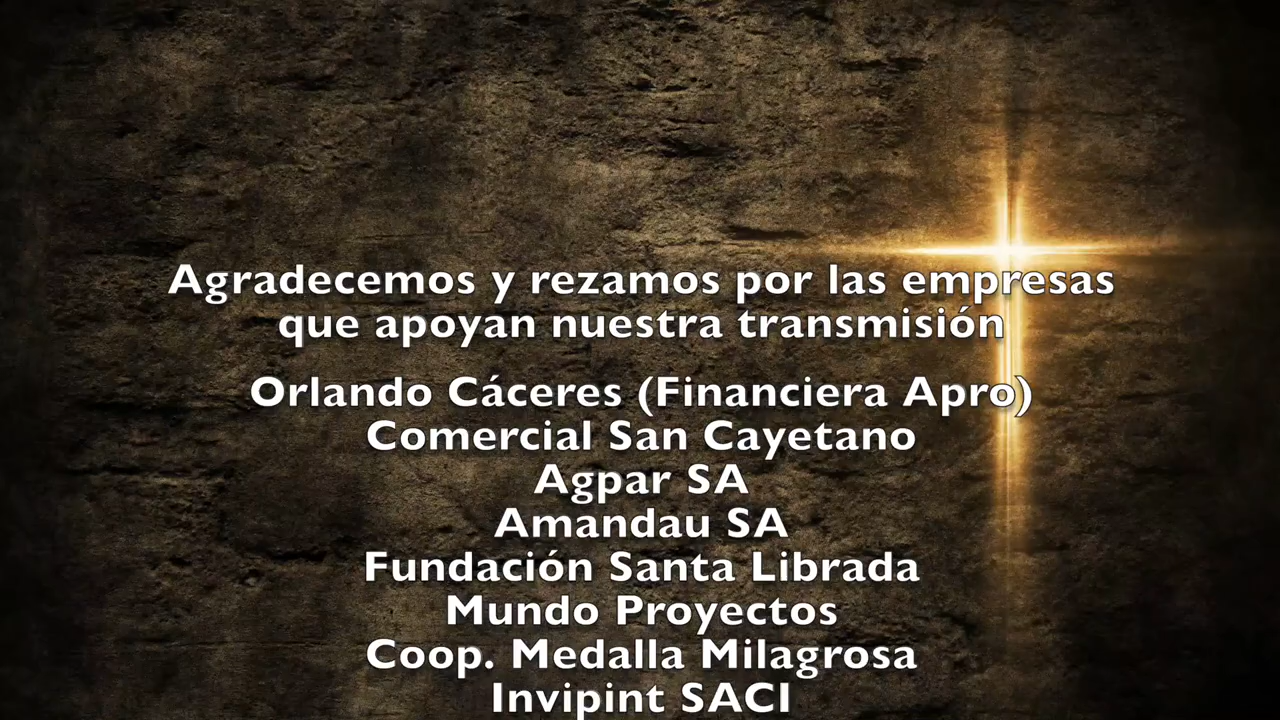 Agradecemos y rezamos por las empresas
que apoyan nuestra transmisión
Orlando Cáceres (Financiera Apro)
Comercial San Cayetano
Agpar SA
Amandau SA
Fundación Santa Librada
Mundo Proyectos
Coop. Medalla Milagrosa
Invipint SACI